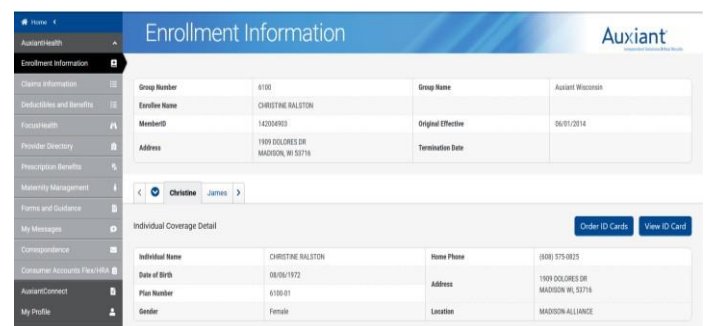 Home
AuxiantHealth
Enrollment Information
Claims Information
Deductibles and Benefits
FocusHealth
Provider Directory
Prescription Benefits
Maternity Management
Forms and Guidance
My Messages
Correspondence
Consumer Accounts Flex/HRA
AuxiantConnect
My Profile
Enrollment Information
Auxiant
Group Number 6100 Group Name Auxiant Wisconsin
Enrollee Name CHRISTINE RALSTON
MemberID 142004903 Original Effective 06/01/2014
Address 1909 DOLORES DR Termination Date
MADISON, WI 53716
Christine James
Individual Coverage Detail
Order ID Cards View ID Card
Individual Name CHRISTINE RALSTON Home Phone (608) 575-0825
Date of Birth 08/06/1972
Address 1909 DOLORES DR
MADISON WI, 53716
Plan Number 6100-01
Gender Female Location MADISON-ALLIANCE